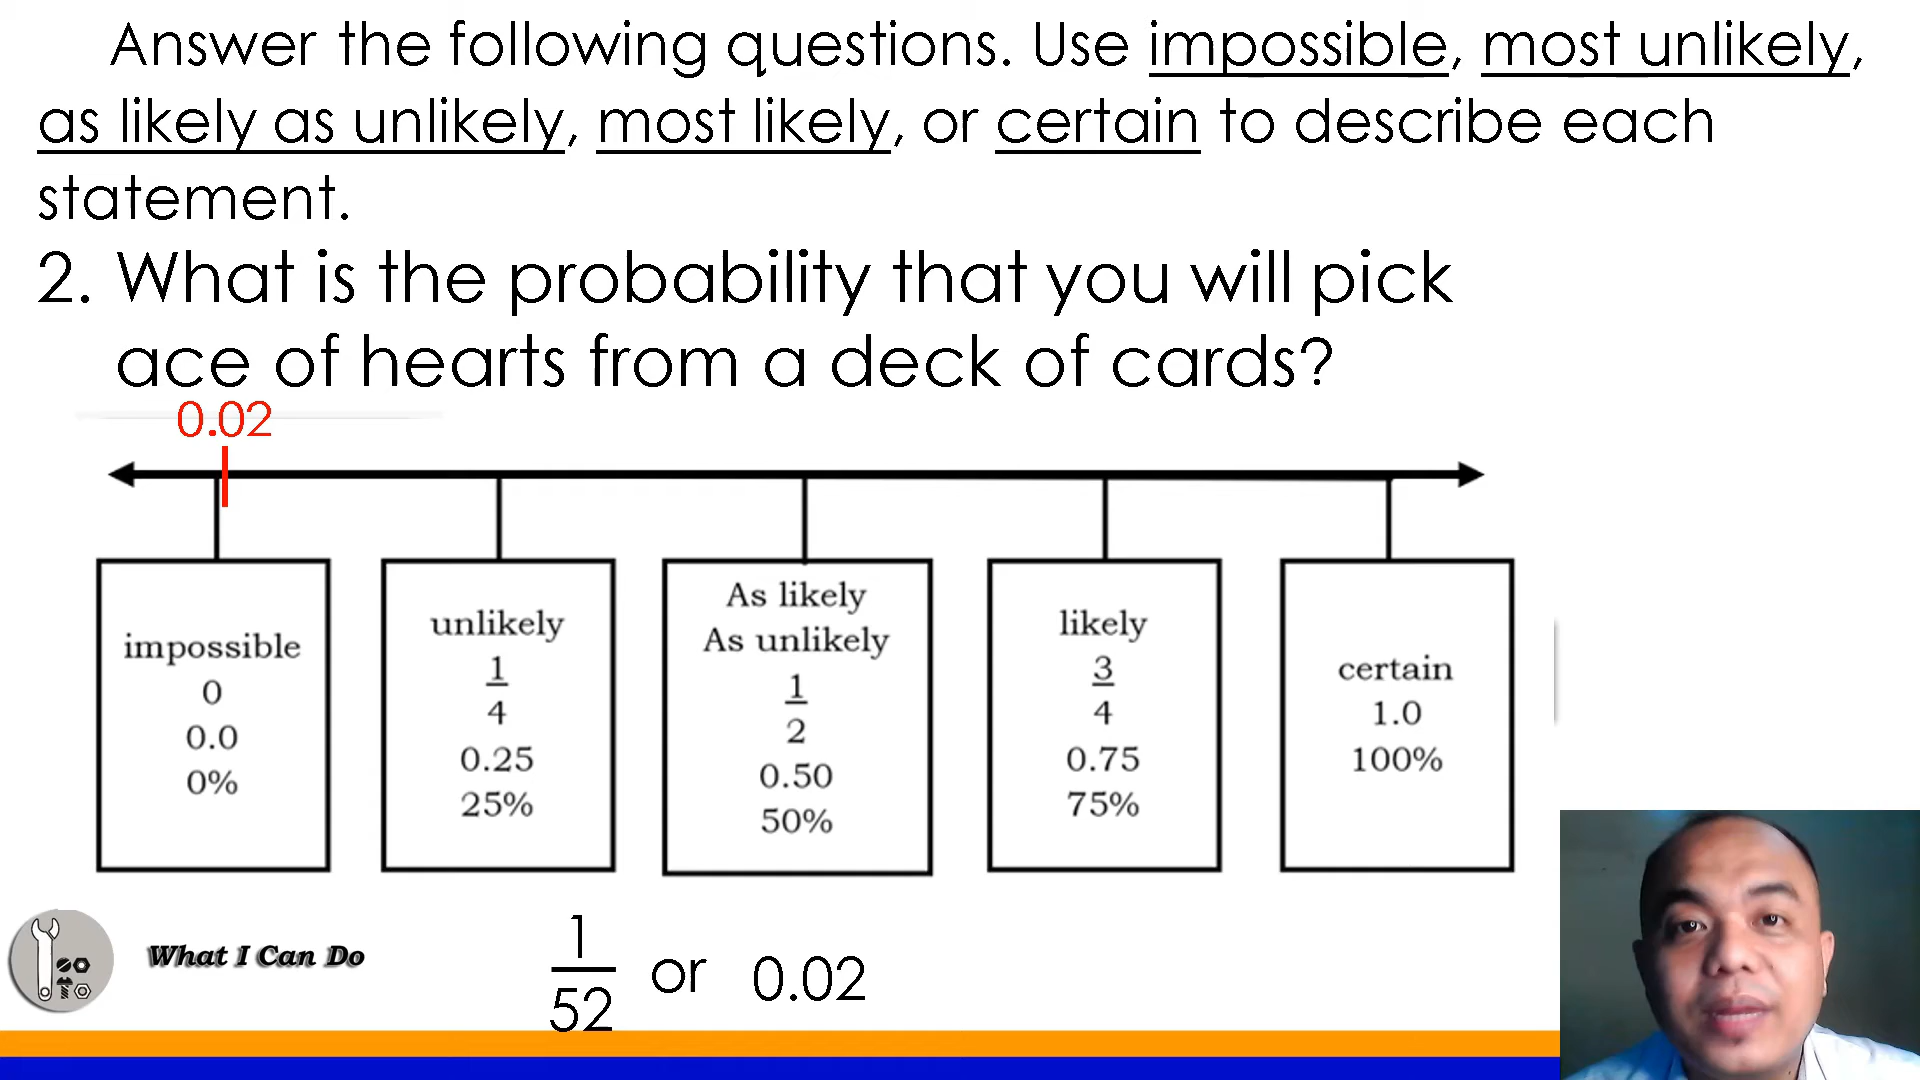 Answer the following questions. Use impossible, most unlikely,
as likely as unlikely, most likely, or certain to describe each
statement.
2. What is the probability that you will pick
ace of hearts from a deck of cards?
0.02
impossible
0
0.0
0%
unlikely
1
4
0.25
25%
As likely
As unlikely
1
2
0.50
50%
likely
3
4
0.75
75%
certain
1.0
100%
What I Can Do
1
52
or 0.02